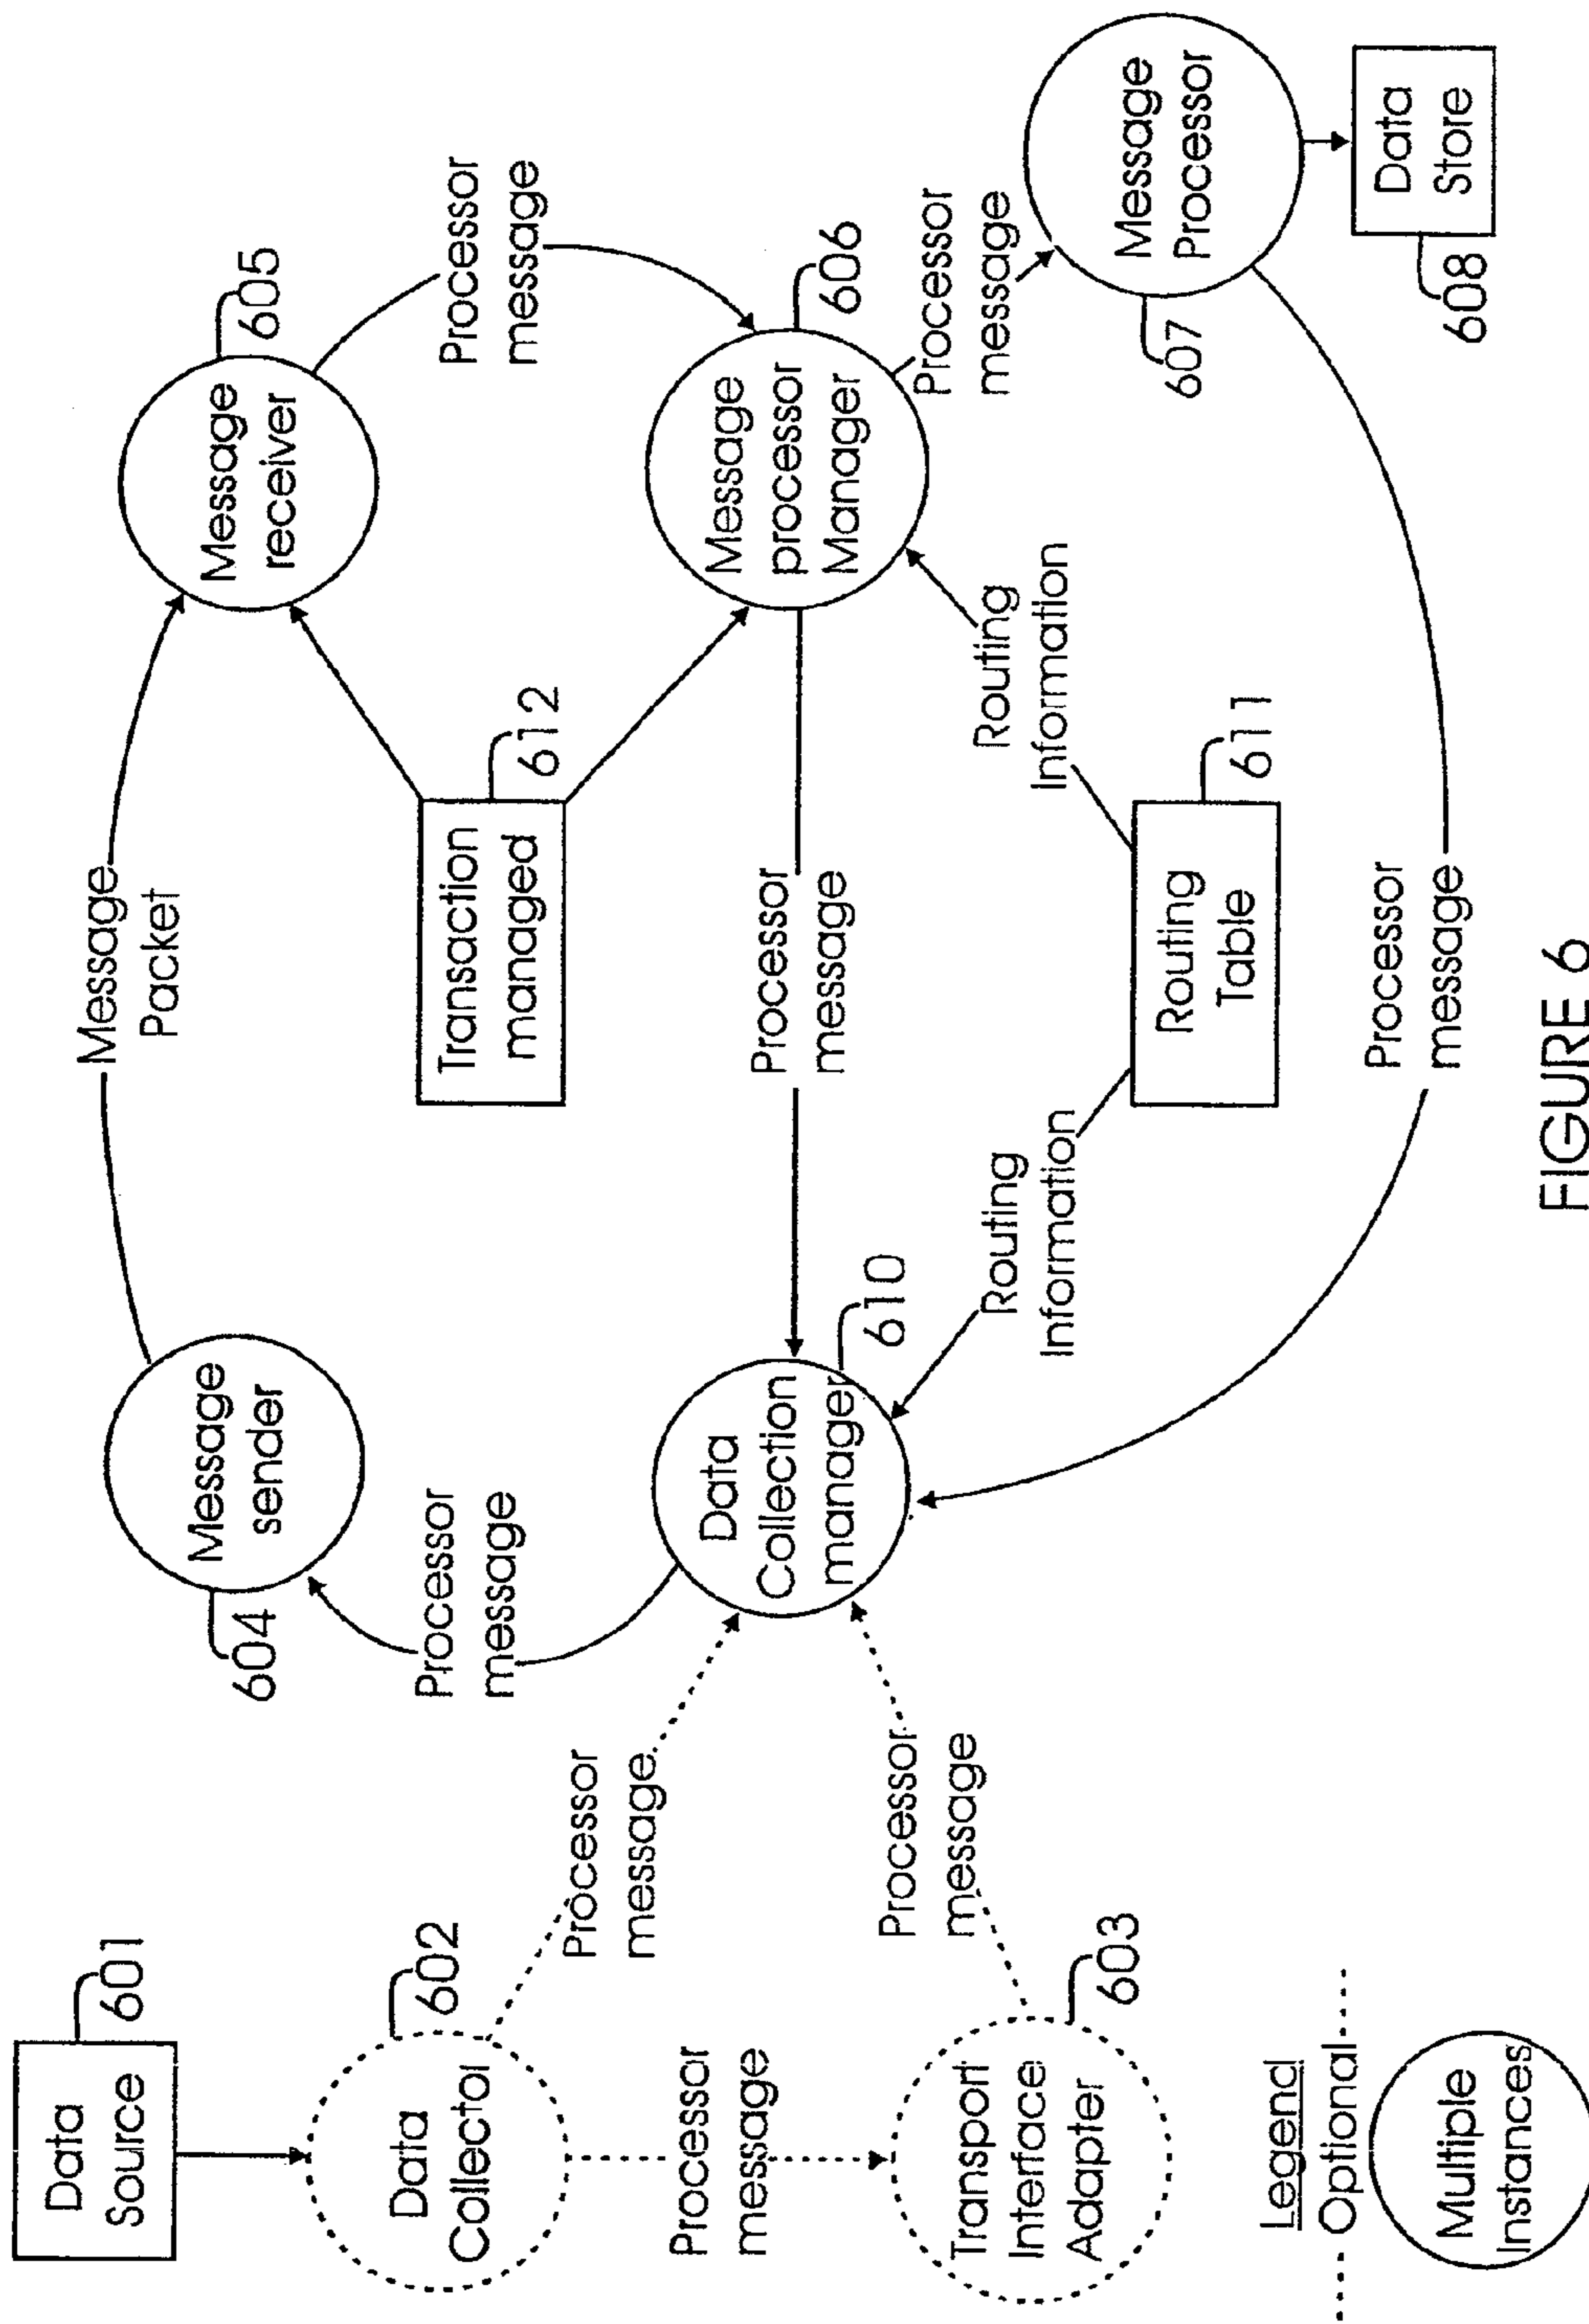 Data
Source
601
Data
Collector
602
Processor
message
Transport
Interface
Adapter
603
Processor
message
Processor
message
Legend
Optional
Multiple
Instances
Message
sender
604
Processor
message
Data
Collection
manager
610
Message
Packet
Transaction
managed
612
Processor
message
Routing
Information
Routing
Table
611
Routing
Information
Message
receiver
605
Processor
message
Message
processor
Manager
606
Processor
message
Message
Processor
607
Data
Store
608
Processor
message
FIGURE 6